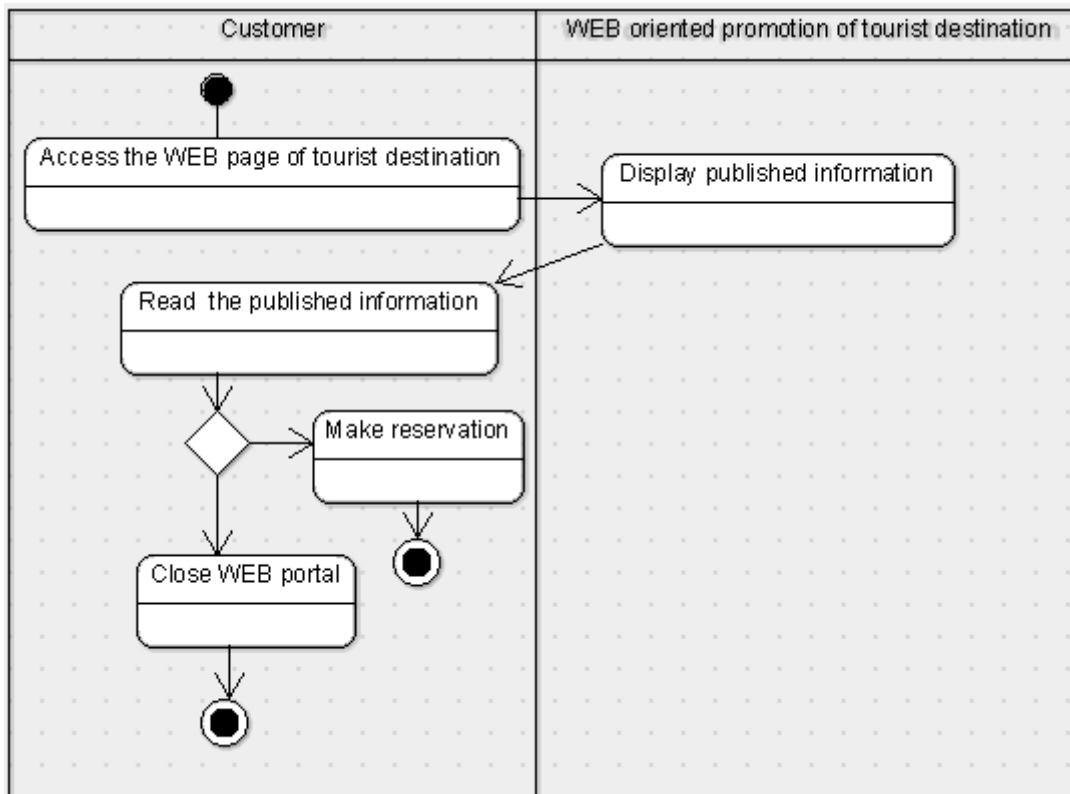 Customer
WEB oriented promotion of tourist destination
Access the WEB page of tourist destination
Display published information
Read the published information
Make reservation
Close WEB portal